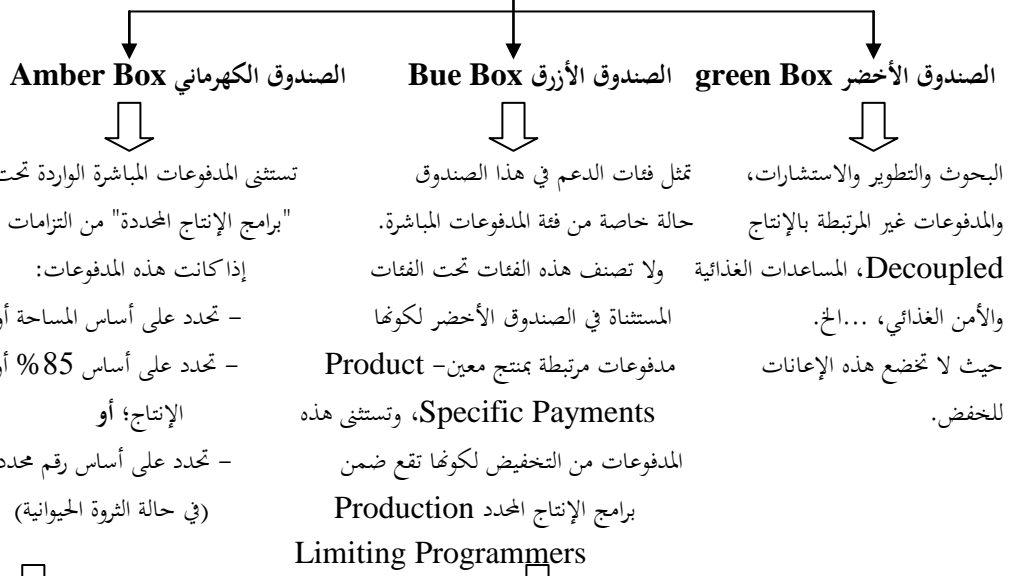 الصندوق الأخضر green Box
البحوث والتطوير والاستشارات،
والمدفوعات غير المرتبطة بالإنتاج
Decoupled، المساعدات الغذائية
والأمن الغذائي، ...الخ.
حيث لا تخضع هذه الإعانات
للخفض.
الصندوق الأزرق Bue Box
تمثل فئات الدعم في هذا الصندوق
حالة خاصة من فئة المدفوعات المباشرة.
ولا تصنف هذه الفئات تحت الفئات
المستثناة في الصندوق الأخضر لكونها
مدفوعات مرتبطة بمنتج معين- Product
Specific Payments، وتستثنى هذه
المدفوعات من التخفيض لكونها تقع ضمن
برامج الإنتاج المحدد Production
Limiting Programmers
الصندوق الكهرماني Amber Box
تستثنى المدفوعات المباشرة الواردة تحت
"برامج الإنتاج المحددة" من التزامات
إذا كانت هذه المدفوعات:
- تحدد على أساس المساحة أو
- تحدد على أساس 85% أو
الإنتاج؛ أو
- تحدد على أساس رقم محدد
(في حالة الثروة الحيوانية)